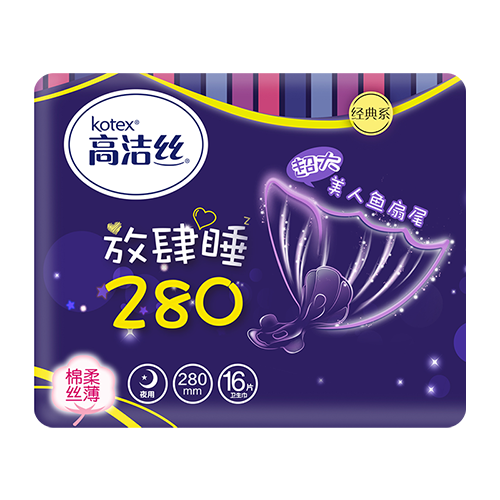 kotex®
高洁丝®
经典系
超大
美人鱼扇尾
放肆睡z
280
棉柔
丝薄
夜用
280
mm
16片
卫生巾